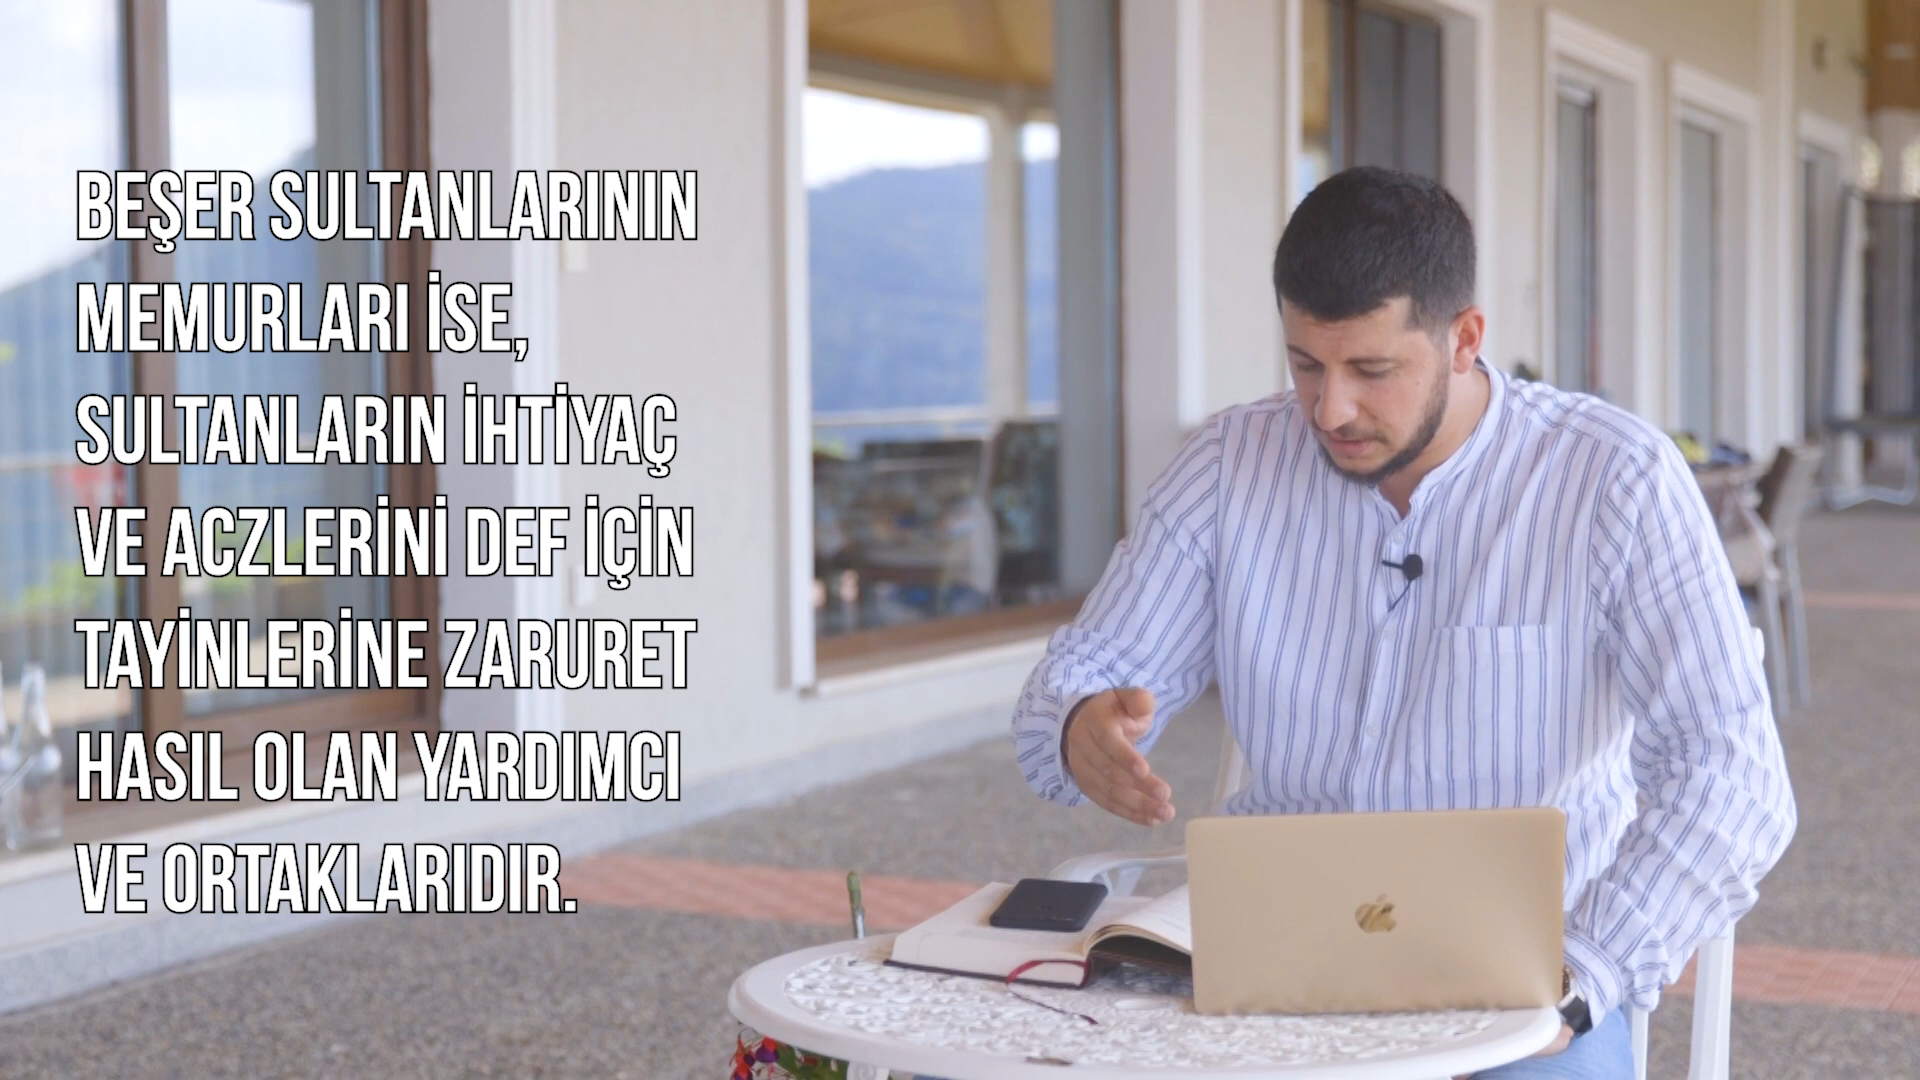 BEŞER SULTANLARININ
MEMURLARI İSE,
SULTANLARIN İHTİYAÇ
VE ACZLERİNİ DEF İÇİN
TAYİNLERİNE ZARURET
HASIL OLAN YARDIMCI
VE ORTAKLARIDIR.